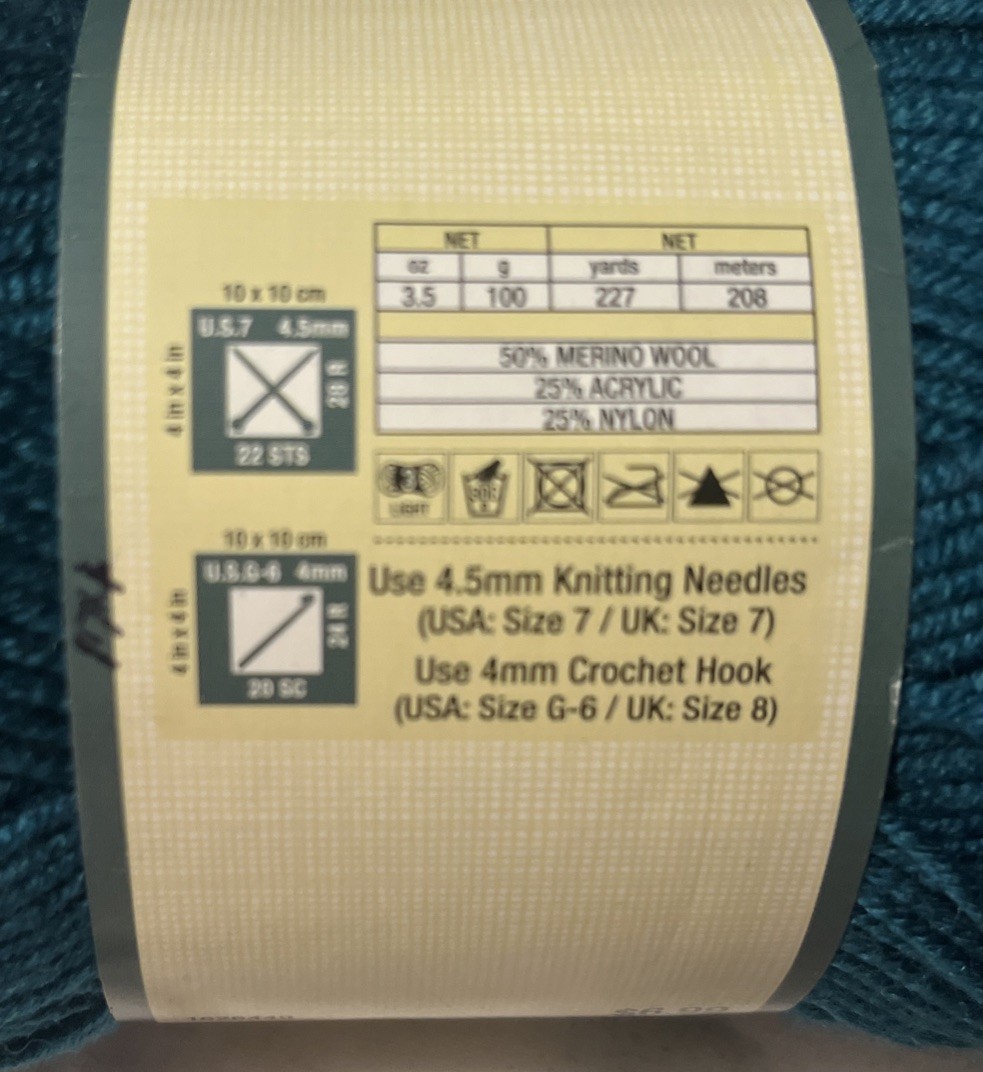 NET NET
oz g yards meters
3.5 100 227 208
50% MERINO WOOL
25% ACRYLIC
25% NYLON
10 x 10 cm
4 in x 4 in
U.S.7 4.5mm
28 R
22 STS
LIGHT
10 x 10 cm
4 in x 4 in
U.S.G-6 4mm
24 R
20 SC
Use 4.5mm Knitting Needles
(USA: Size 7 / UK: Size 7)
Use 4mm Crochet Hook
(USA: Size G-6 / UK: Size 8)